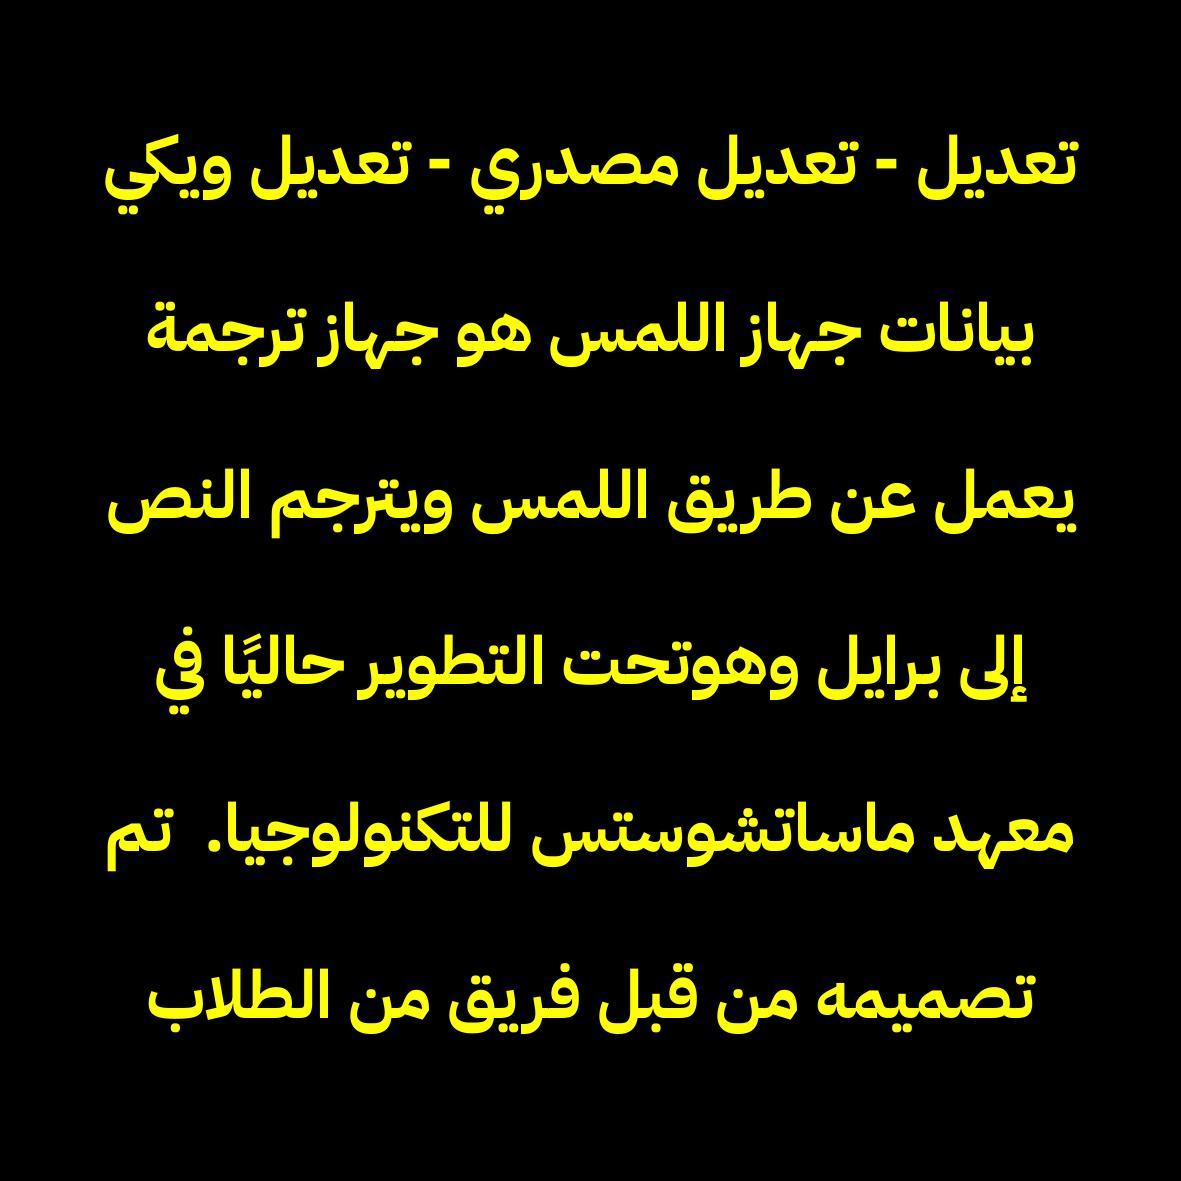 تعديل - تعديل مصدري - تعديل ويكي
بيانات جهاز اللمس هو جهاز ترجمة
يعمل عن طريق اللمس ويترجم النص
إلى برايل وهوتحت التطوير حاليًا في
معهد ماساتشوستس للتكنولوجيا.  تم
تصميمه من قبل فريق من الطلاب